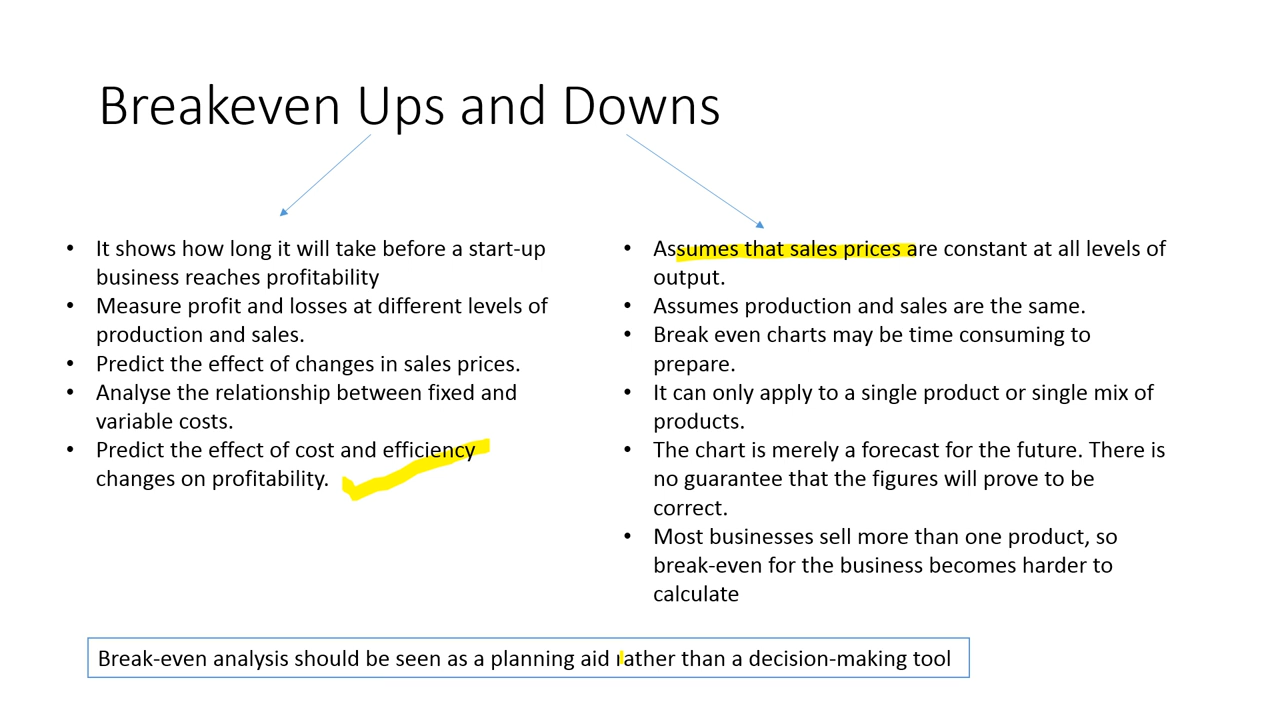 Breakeven Ups and Downs
• It shows how long it will take before a start-up
business reaches profitability
• Measure profit and losses at different levels of
production and sales.
• Predict the effect of changes in sales prices.
• Analyse the relationship between fixed and
variable costs.
• Predict the effect of cost and efficiency
changes on profitability.
• Assumes that sales prices are constant at all levels of
output.
• Assumes production and sales are the same.
• Break even charts may be time consuming to
prepare.
• It can only apply to a single product or single mix of
products.
• The chart is merely a forecast for the future. There is
no guarantee that the figures will prove to be
correct.
• Most businesses sell more than one product, so
break-even for the business becomes harder to
calculate
Break-even analysis should be seen as a planning aid rather than a decision-making tool